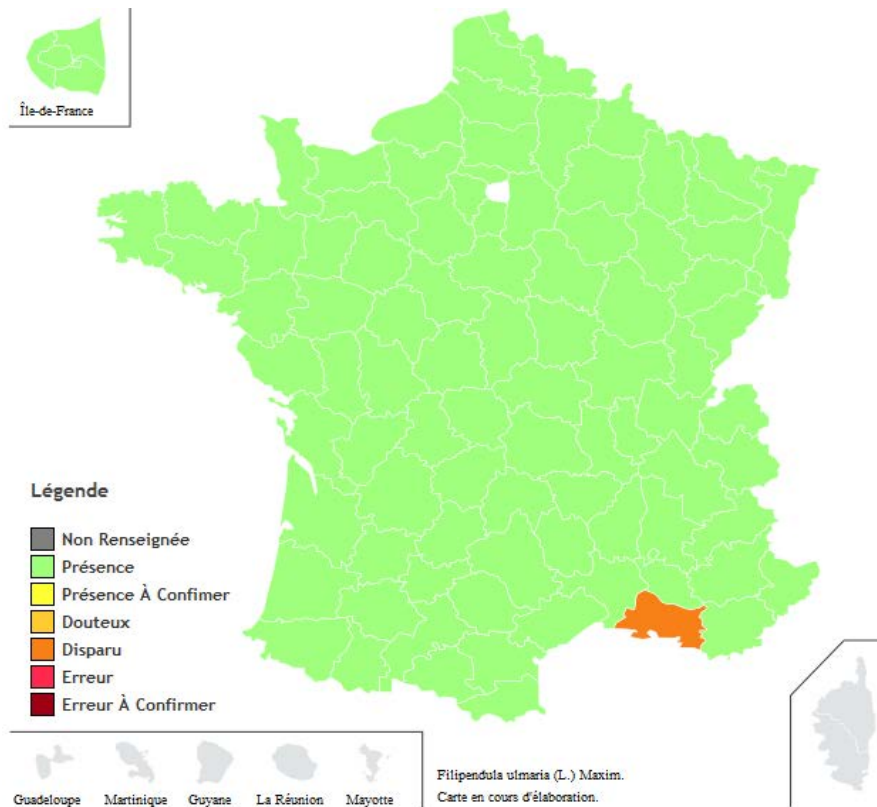 Île-de-France
Légende
Non Renseignée
Présence
Présence À Confimer
Douteux
Disparu
Erreur
Erreur À Confirmer
Guadeloupe Martinique Guyane La Réunion Mayotte
Filipendula ulmaria (L.) Maxim.
Carte en cours d'élaboration.